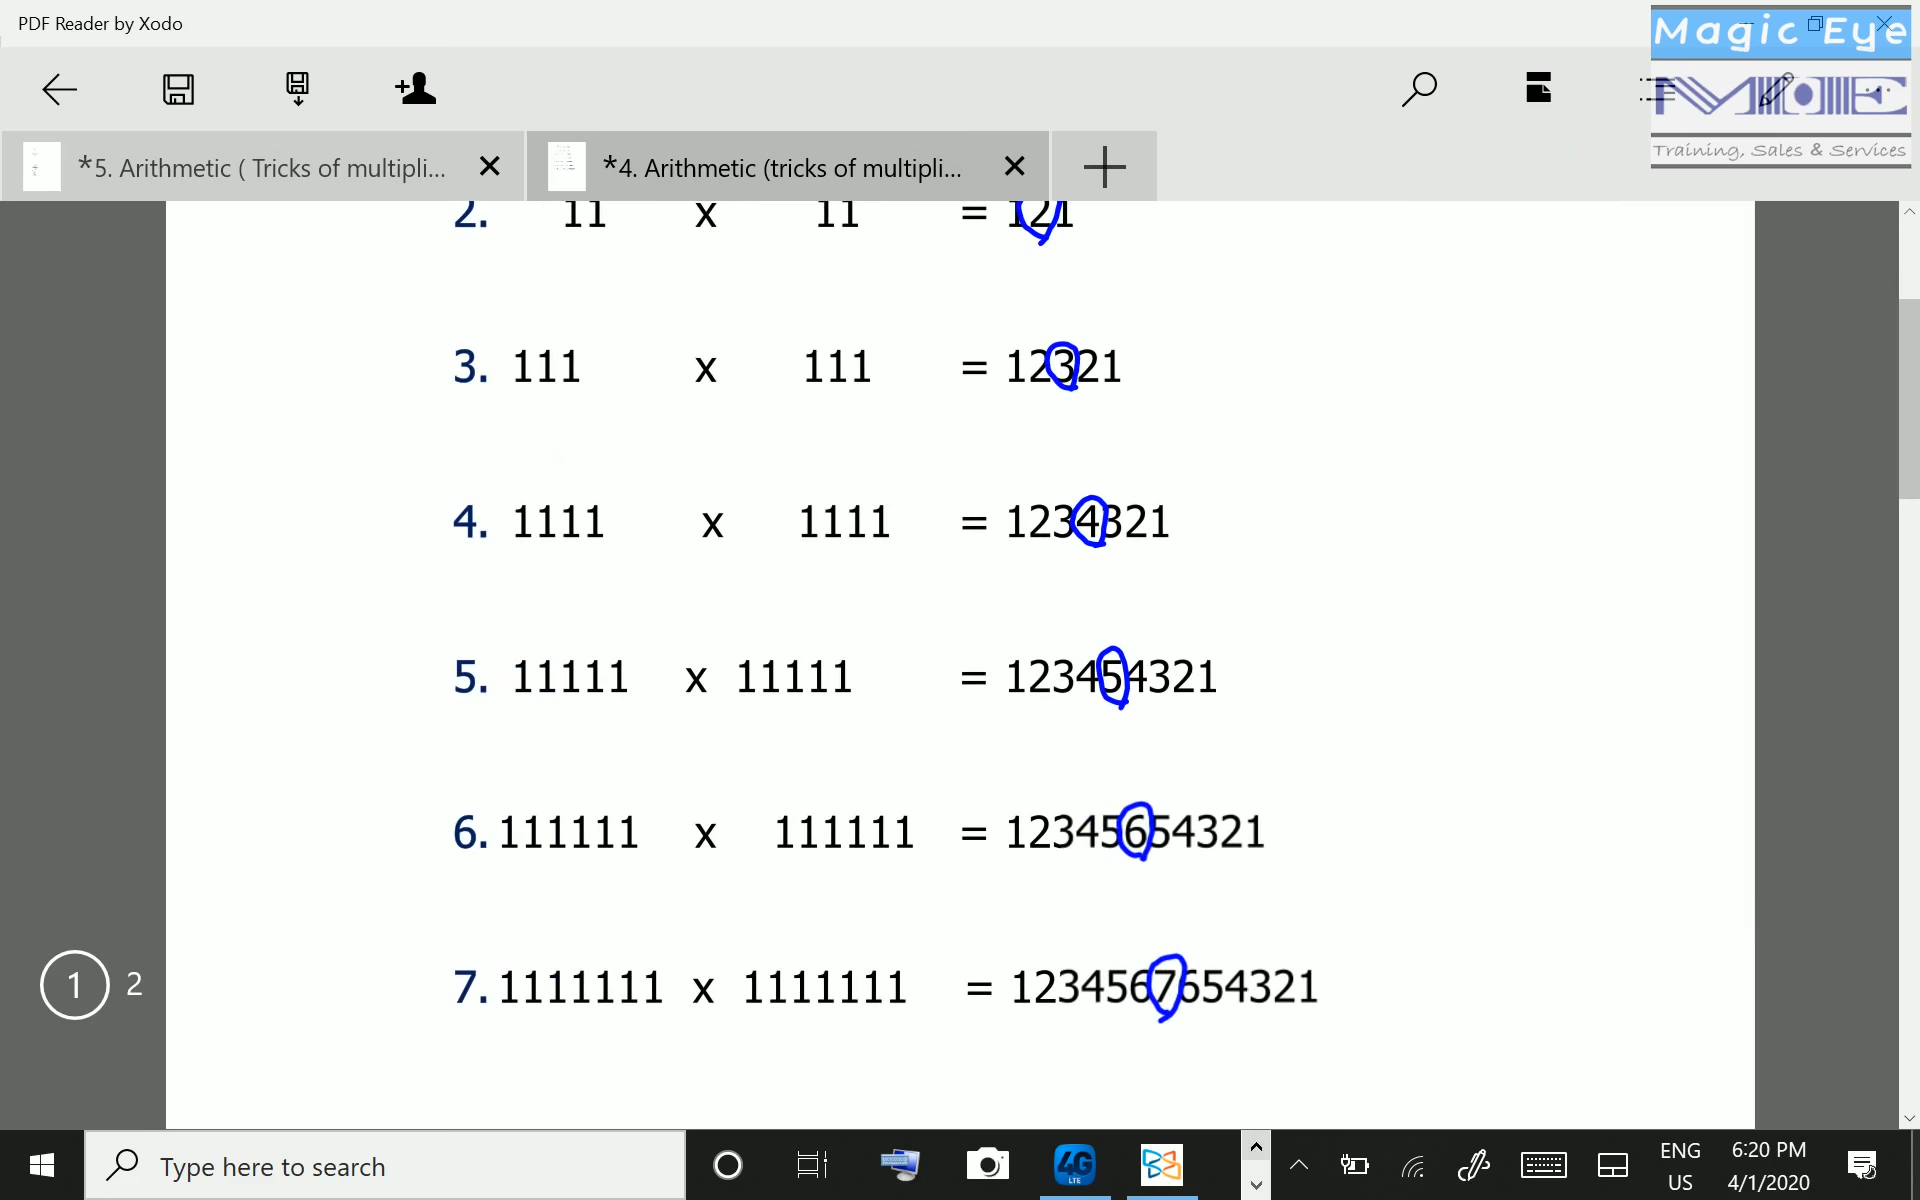 PDF Reader by Xodo
Magic Eye
MIE
Training, Sales & Services
*5. Arithmetic ( Tricks of multipli...
*4. Arithmetic (tricks of multipli...
2. 11 x 11 = 121
3. 111 x 111 = 12321
4. 1111 x 1111 = 1234321
5. 11111 x 11111 = 123454321
6. 111111 x 111111 = 12345654321
7. 1111111 x 1111111 = 1234567654321
1 2
Type here to search
4G
LTE
ENG
US
6:20 PM
4/1/2020